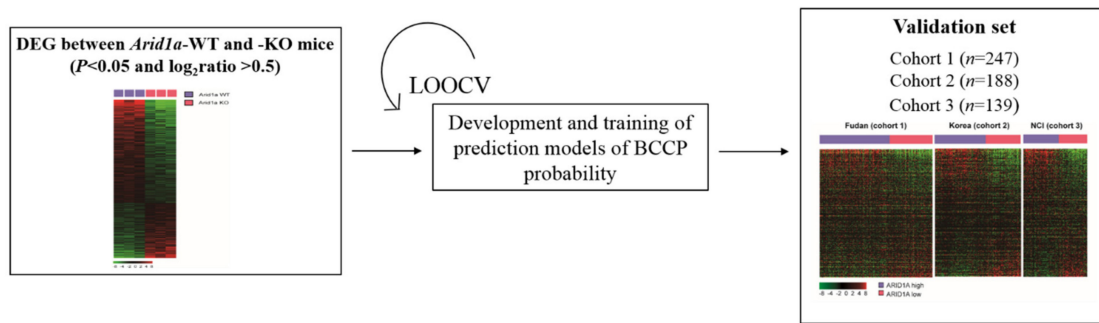 DEG between Arid1a-WT and -KO mice
(P<0.05 and log₂ratio >0.5)
Arid1a WT
Arid1a KO
-6 -4 -2 0 2 4 6
LOOCV
Development and training of
prediction models of BCCP
probability
Validation set
Cohort 1 (n=247)
Cohort 2 (n=188)
Cohort 3 (n=139)
Fudan (cohort 1)
Korea (cohort 2)
NCI (cohort 3)
ARID1A high
ARID1A low